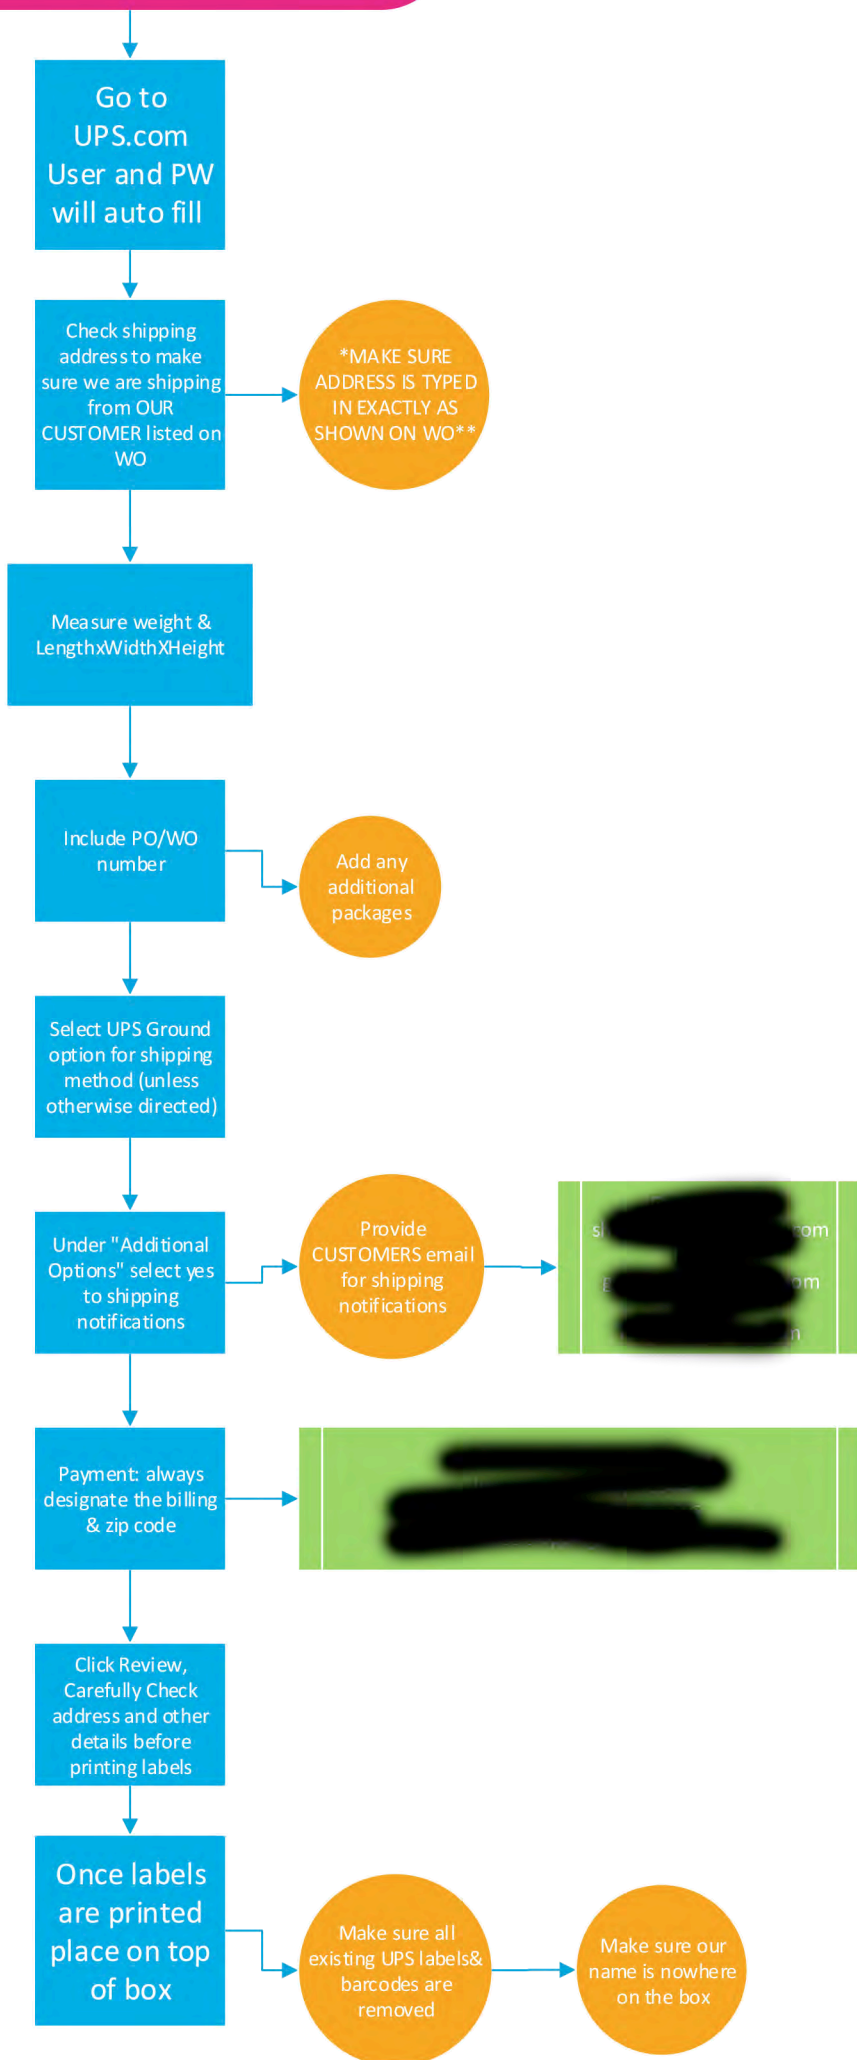 Go to
UPS.com
User and PW
will auto fill
Check shipping
address to make
sure we are shipping
from OUR
CUSTOMER listed on
WO
*MAKE SURE
ADDRESS IS TYPED
IN EXACTLY AS
SHOWN ON WO**
Measure weight &
LengthxWidthXHeight
Include PO/WO
number
Add any
additional
packages
Select UPS Ground
option for shipping
method (unless
otherwise directed)
Under "Additional
Options" select yes
to shipping
notifications
Provide
CUSTOMERS email
for shipping
notifications
Payment: always
designate the billing
& zip code
Click Review,
Carefully Check
address and other
details before
printing labels
Once labels
are printed
place on top
of box
Make sure all
existing UPS labels&
barcodes are
removed
Make sure our
name is nowhere
on the box